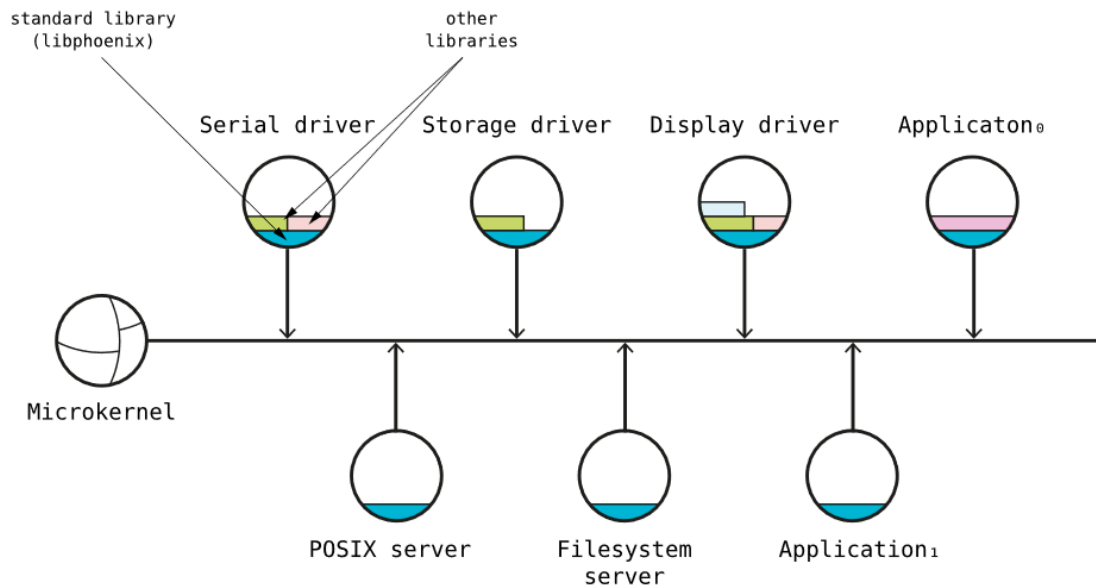 standard library
(libphoenix)
other
libraries
Serial driver
Storage driver
Display driver
Applicaton₀
Microkernel
POSIX server
Filesystem
server
Application₁